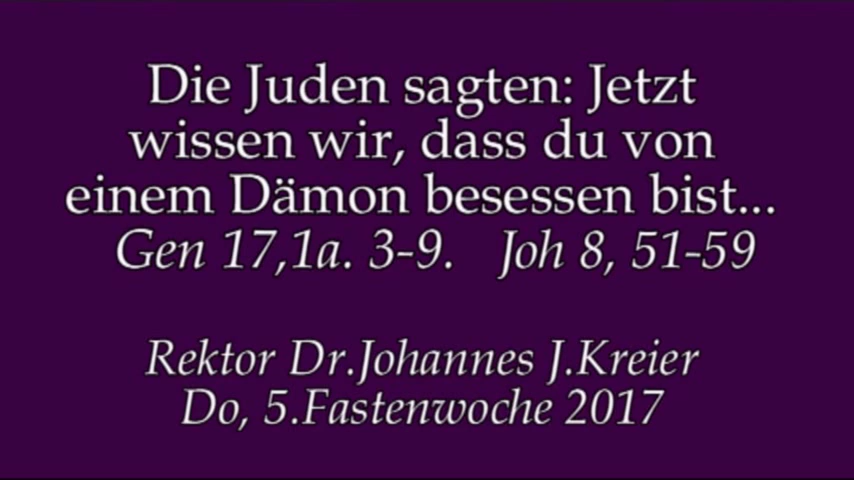 Die Juden sagten: Jetzt
wissen wir, dass du von
einem Dämon besessen bist...
Gen 17,1a. 3-9. Joh 8, 51-59
Rektor Dr.Johannes J.Kreier
Do, 5.Fastenwoche 2017